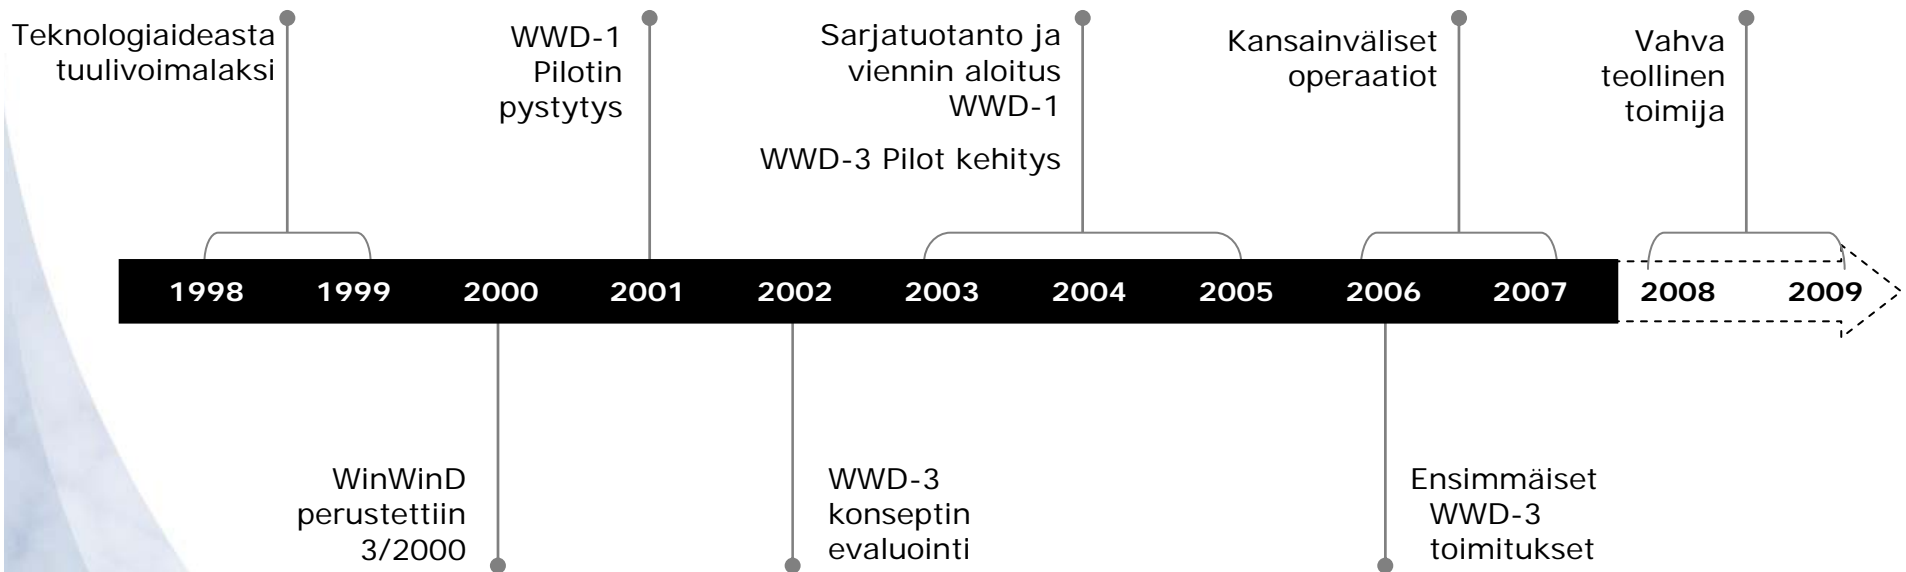 Teknologiaideasta
tuulivoimalaksi
WWD-1
Pilotin
pystytys
Sarjatuotanto ja
viennin aloitus
WWD-1
WWD-3 Pilot kehitys
Kansainväliset
operaatiot
Vahva
teollinen
toimija
1998 1999 2000 2001 2002 2003 2004 2005 2006 2007 2008 2009
WinWinD
perustettiin
3/2000
WWD-3
konseptin
evaluointi
Ensimmäiset
WWD-3
toimitukset